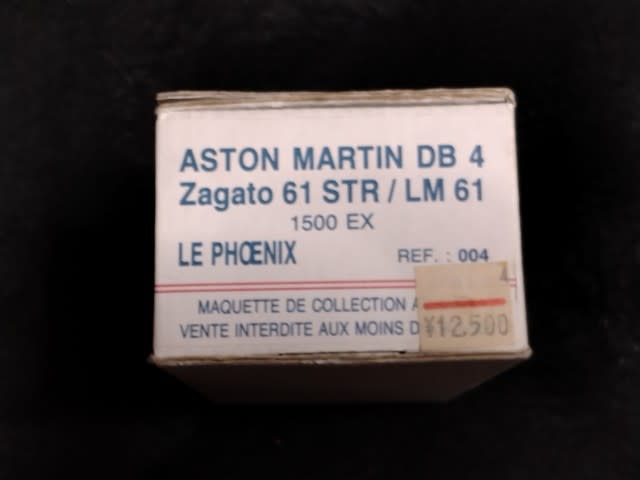 ASTON MARTIN DB 4
Zagato 61 STR / LM 61
1500 EX
LE PHŒNIX REF. : 004
MAQUETTE DE COLLECTION
VENTE INTERDITE AUX MOINS
¥12,500